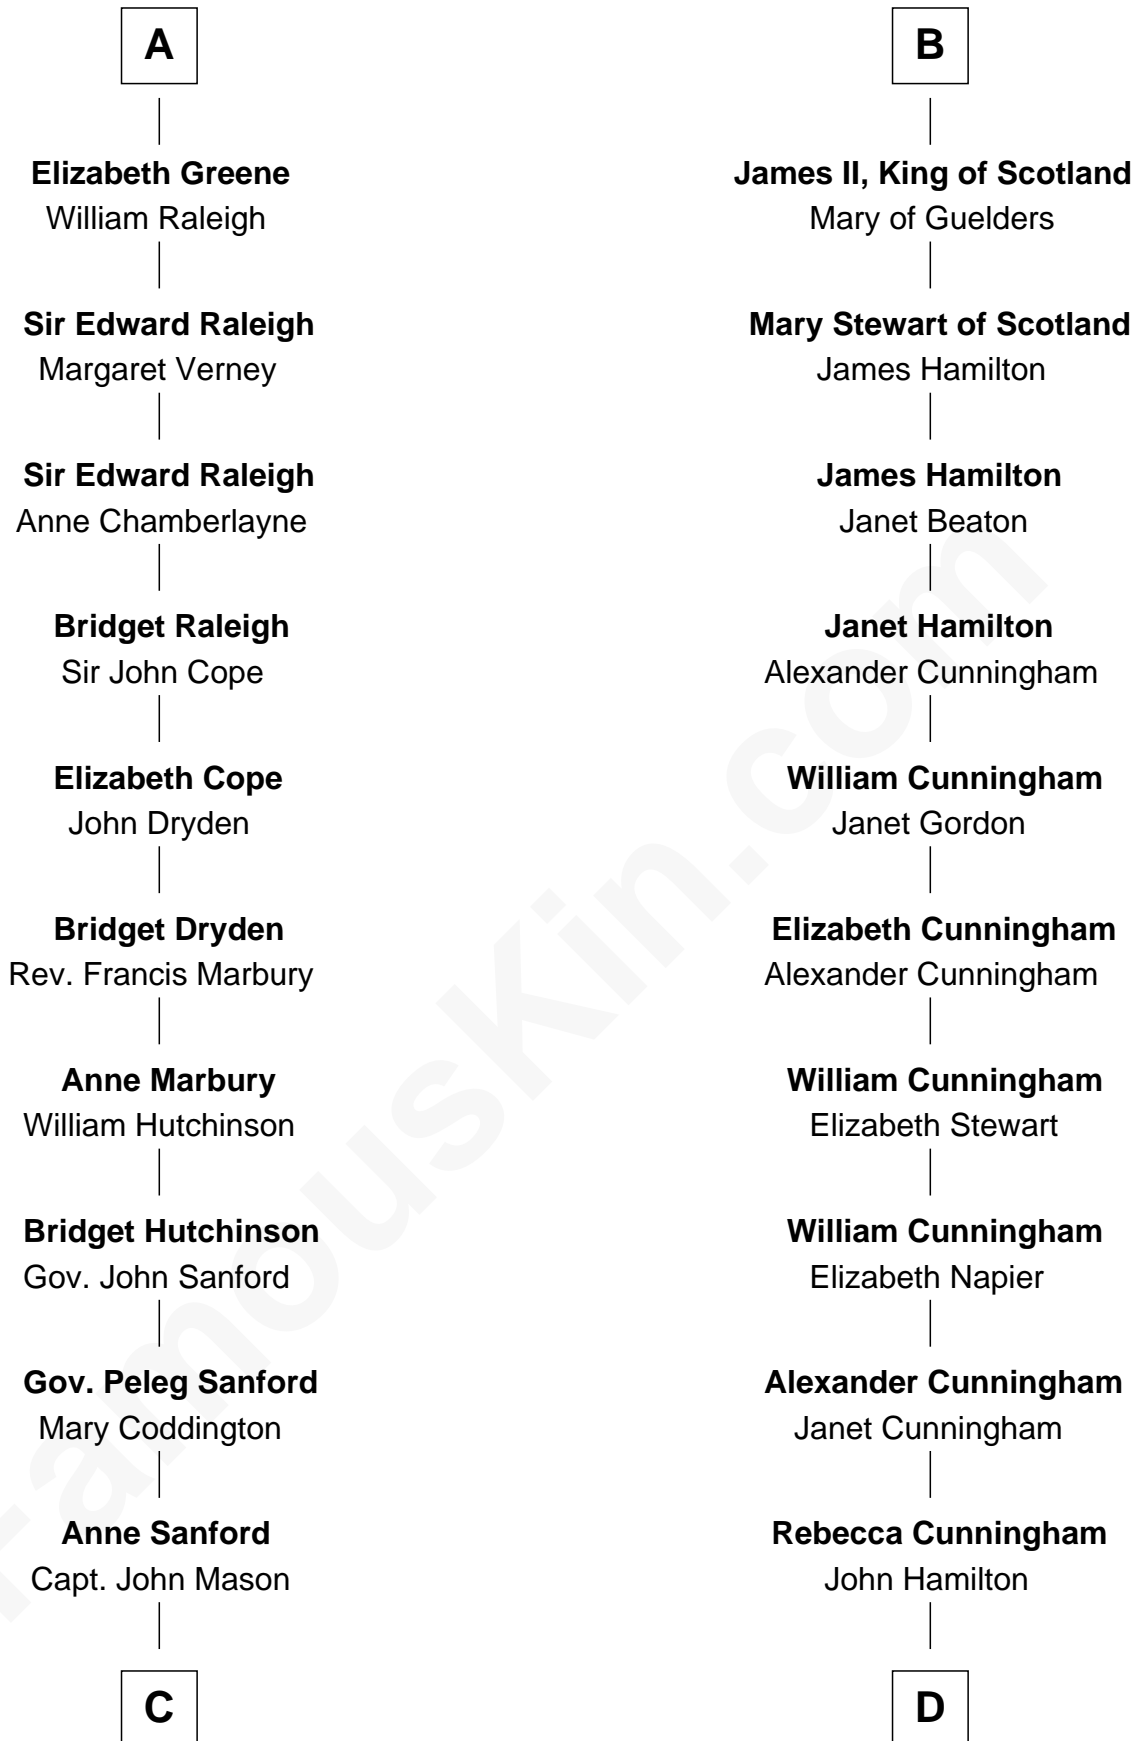 A
Elizabeth Greene
William Raleigh
Sir Edward Raleigh
Margaret Verney
Sir Edward Raleigh
Anne Chamberlayne
Bridget Raleigh
Sir John Cope
Elizabeth Cope
John Dryden
Bridget Dryden
Rev. Francis Marbury
Anne Marbury
William Hutchinson
Bridget Hutchinson
Gov. John Sanford
Gov. Peleg Sanford
Mary Coddington
Anne Sanford
Capt. John Mason
C
B
James II, King of Scotland
Mary of Guelders
Mary Stewart of Scotland
James Hamilton
James Hamilton
Janet Beaton
Janet Hamilton
Alexander Cunningham
William Cunningham
Janet Gordon
Elizabeth Cunningham
Alexander Cunningham
William Cunningham
Elizabeth Stewart
William Cunningham
Elizabeth Napier
Alexander Cunningham
Janet Cunningham
Rebecca Cunningham
John Hamilton
D
FamousKin.com